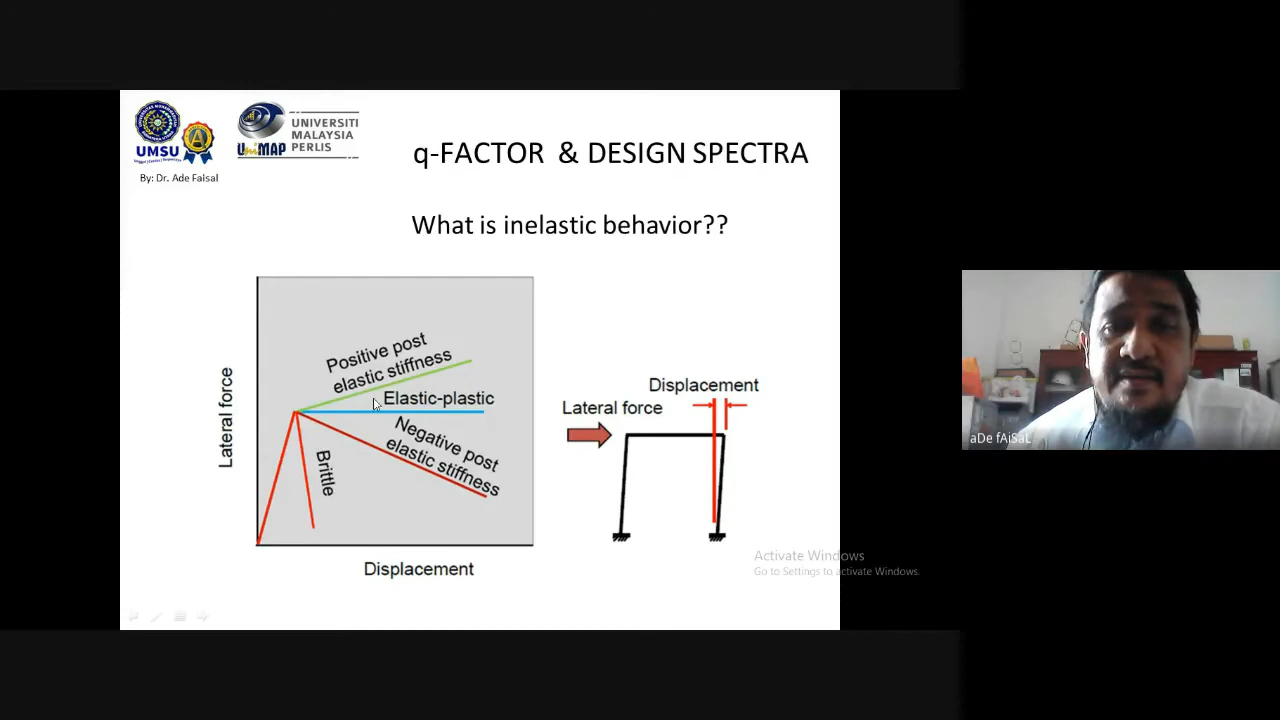 UMSU
UniMAP
UNIVERSITI
MALAYSIA
PERLIS
By: Dr. Ade Faisal
q-FACTOR & DESIGN SPECTRA
What is inelastic behavior??
Lateral force
Positive post
elastic stiffness
Elastic-plastic
Negative post
elastic stiffness
Brittle
Displacement
Displacement
Lateral force
aDe fAiSaL
Activate Windows
Go to Settings to activate Windows.